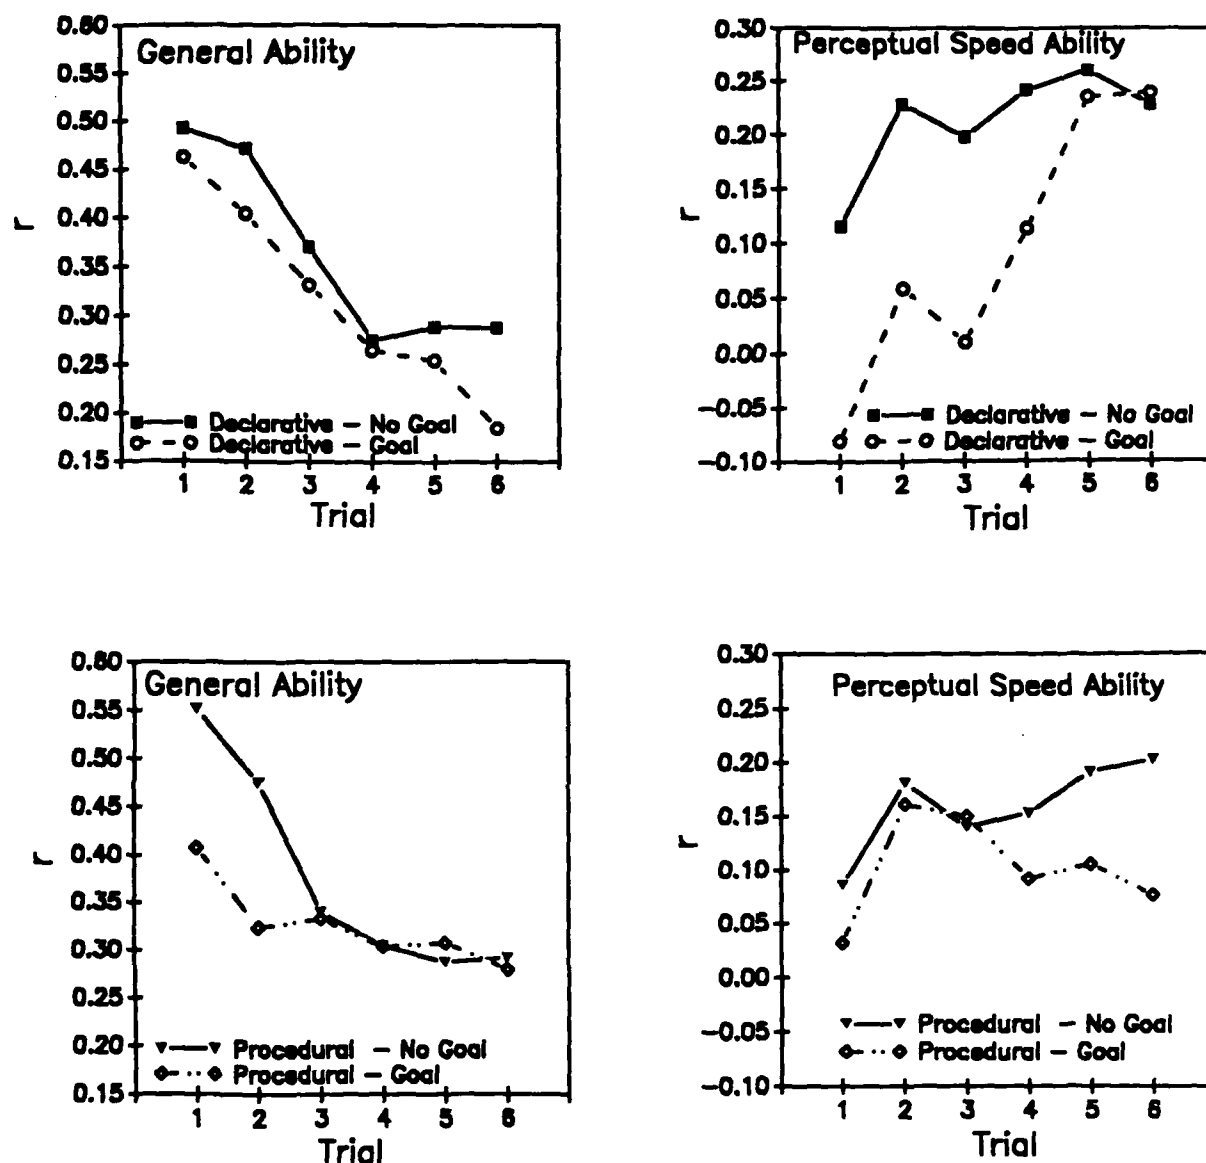 General Ability
0.60
0.55
0.50
0.45
0.40
0.35
0.30
0.25
0.20
0.15
r
Declarative – No Goal
Declarative – Goal
1 2 3 4 5 6
Trial
Perceptual Speed Ability
0.30
0.25
0.20
0.15
0.10
0.05
0.00
−0.05
−0.10
r
Declarative – No Goal
Declarative – Goal
1 2 3 4 5 6
Trial
General Ability
0.60
0.55
0.50
0.45
0.40
0.35
0.30
0.25
0.20
0.15
r
Procedural – No Goal
Procedural – Goal
1 2 3 4 5 6
Trial
Perceptual Speed Ability
0.30
0.25
0.20
0.15
0.10
0.05
0.00
−0.05
−0.10
r
Procedural – No Goal
Procedural – Goal
1 2 3 4 5 6
Trial